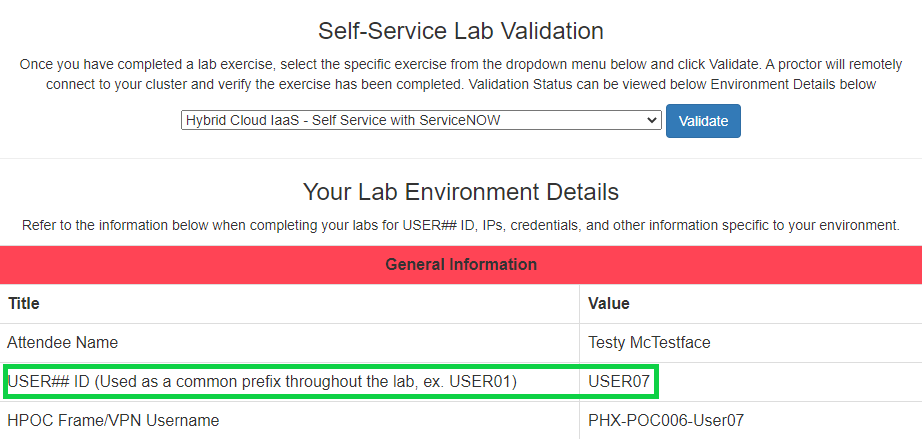 Self-Service Lab Validation
Once you have completed a lab exercise, select the specific exercise from the dropdown menu below and click Validate. A proctor will remotely
connect to your cluster and verify the exercise has been completed. Validation Status can be viewed below Environment Details below
Hybrid Cloud IaaS - Self Service with ServiceNOW Validate
Your Lab Environment Details
Refer to the information below when completing your labs for USER## ID, IPs, credentials, and other information specific to your environment.
General Information
Title Value
Attendee Name Testy McTestface
USER## ID (Used as a common prefix throughout the lab, ex. USER01) USER07
HPOC Frame/VPN Username PHX-POC006-User07